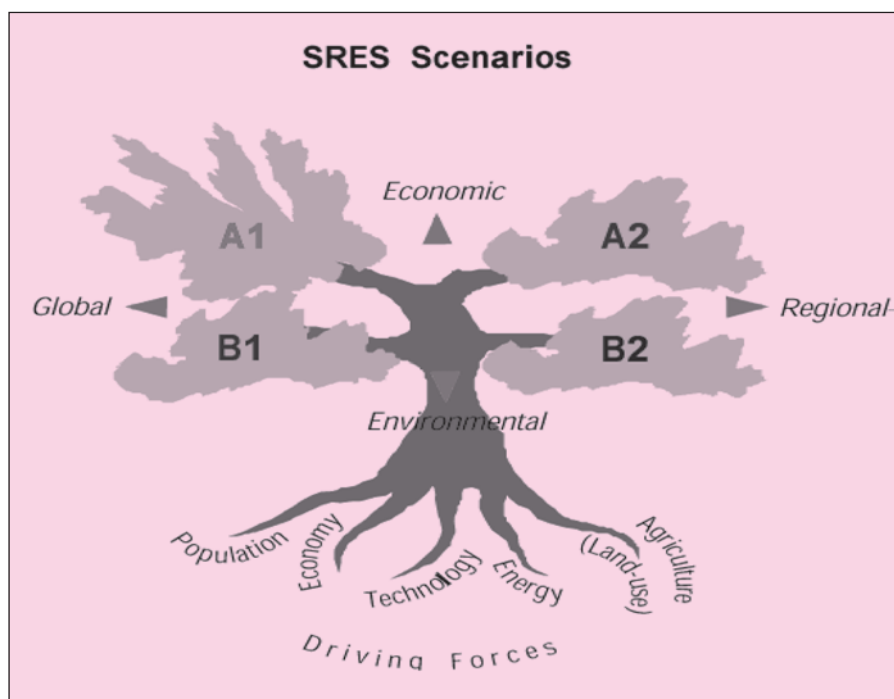 SRES Scenarios
Economic
A1
A2
Global
Regional
B1
B2
Environmental
Population
Economy
Technology
Energy
Agriculture
(Land-use)
Driving Forces